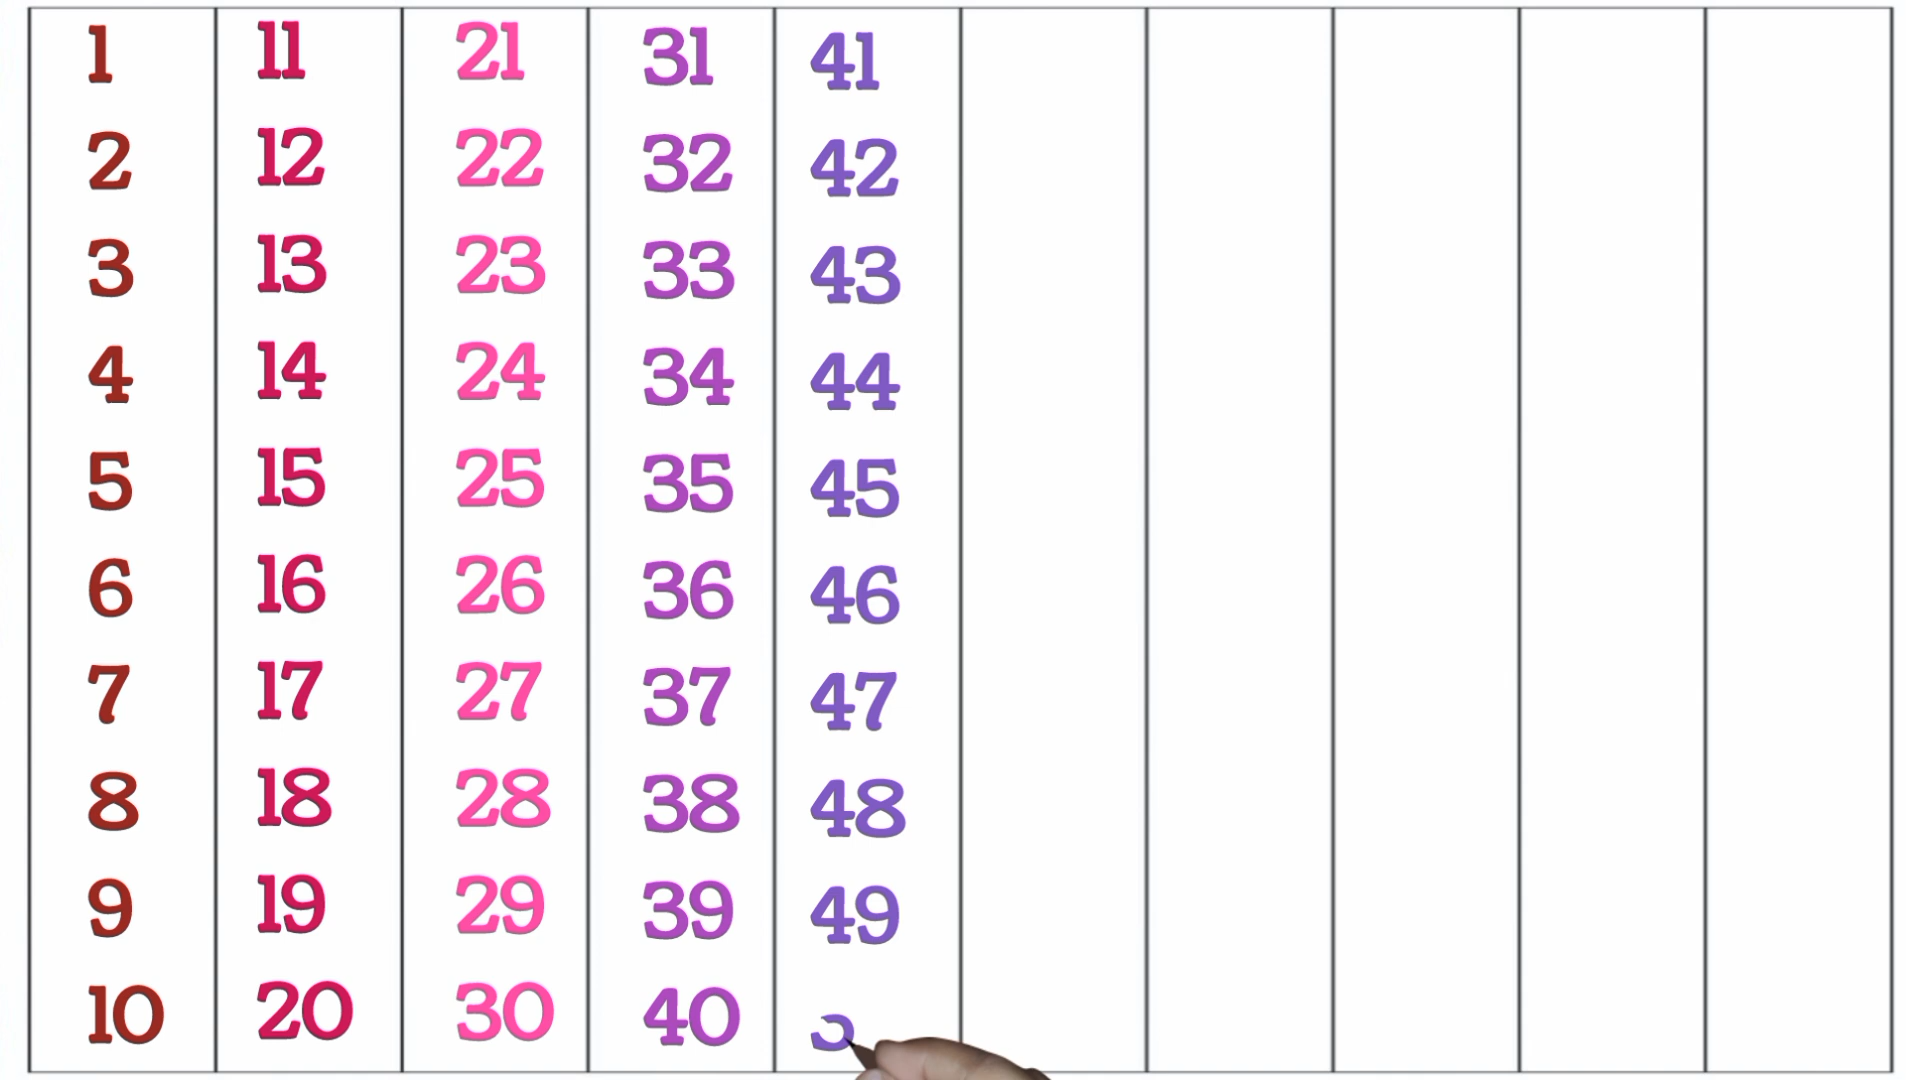 1 11 21 31 41
2 12 22 32 42
3 13 23 33 43
4 14 24 34 44
5 15 25 35 45
6 16 26 36 46
7 17 27 37 47
8 18 28 38 48
9 19 29 39 49
10 20 30 40